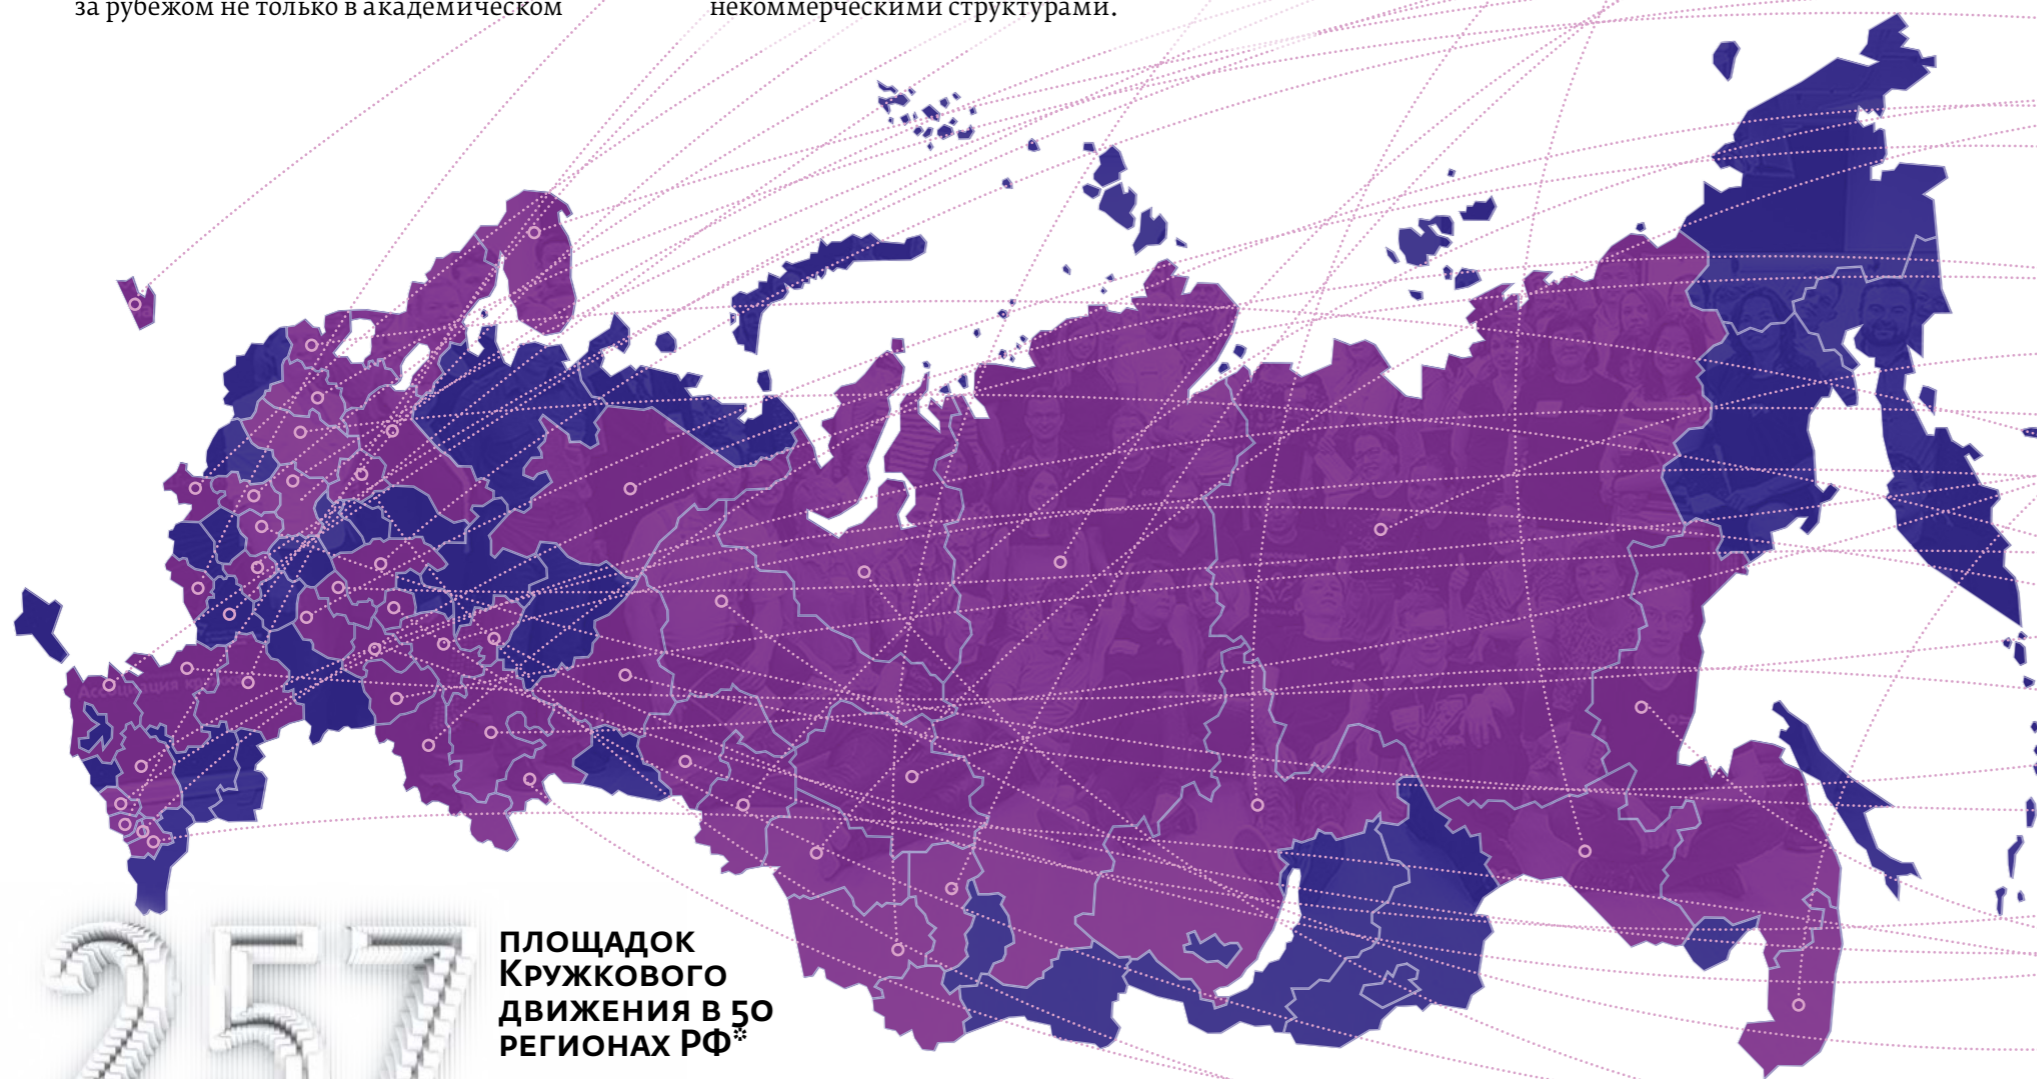 за рубежом не только в академическом
некоммерческими структурами.
257
площадок
Кружкового
движения в 50
регионах РФ*